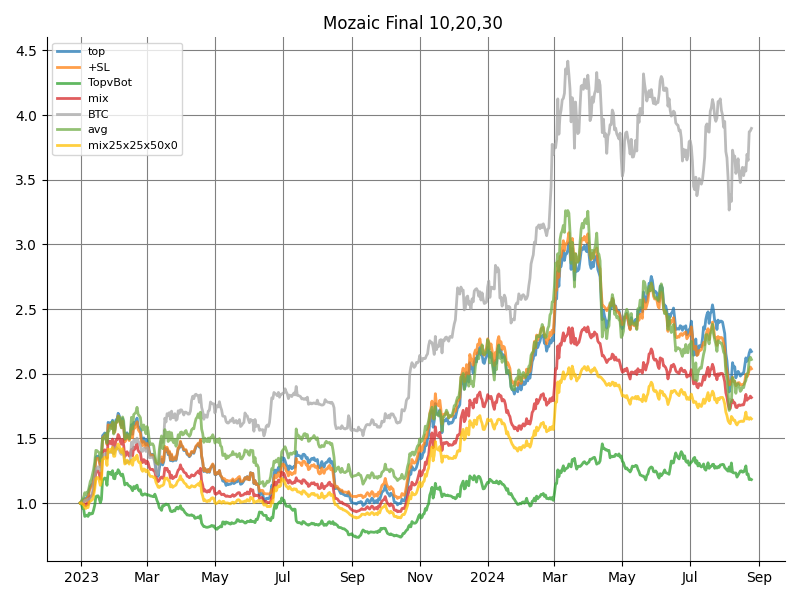 Mozaic Final 10,20,30
top
+SL
TopvBot
mix
BTC
avg
mix25x25x50x0
4.5
4.0
3.5
3.0
2.5
2.0
1.5
1.0
2023 Mar May Jul Sep Nov 2024 Mar May Jul Sep